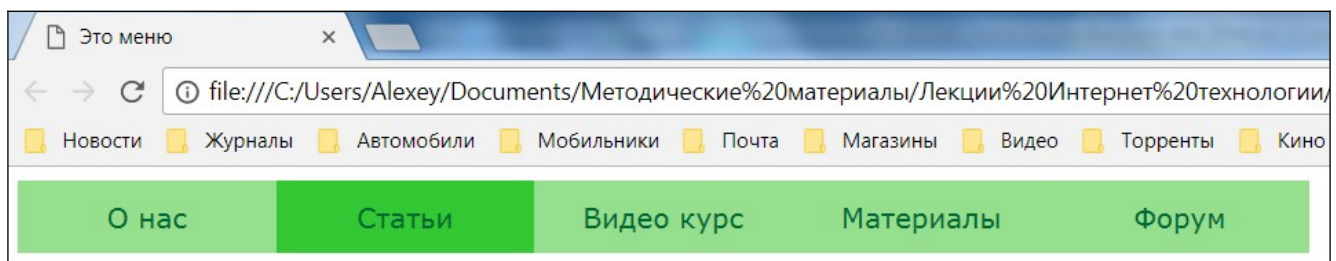 Это меню
file:///C:/Users/Alexey/Documents/Методические%20материалы/Лекции%20Интернет%20технологии/
Новости Журналы Автомобили Мобильники Почта Магазины Видео Торренты Кино
О нас Статьи Видео курс Материалы Форум